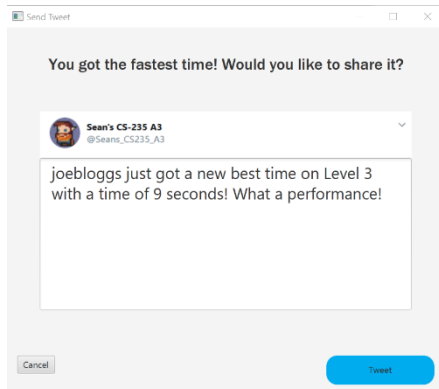 Send Tweet
You got the fastest time! Would you like to share it?
Sean's CS-235 A3
@Seans_CS235_A3
joebloggs just got a new best time on Level 3
with a time of 9 seconds! What a performance!
Cancel
Tweet